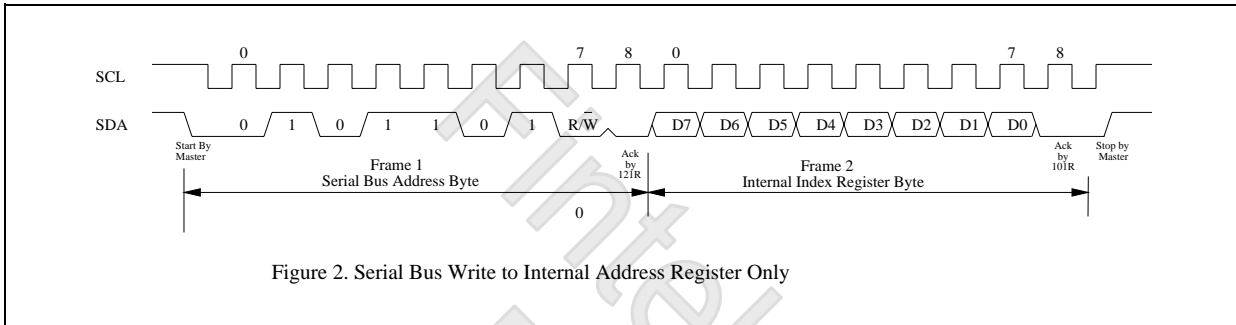 0 7 8 0 7 8
SCL
SDA 0 1 0 1 1 0 1 R/W D7 D6 D5 D4 D3 D2 D1 D0
Start By
Master
Ack
by
121R
Ack
by
101R
Stop by
Master
Frame 1
Serial Bus Address Byte
Frame 2
Internal Index Register Byte
0
Figure 2. Serial Bus Write to Internal Address Register Only
Fintek